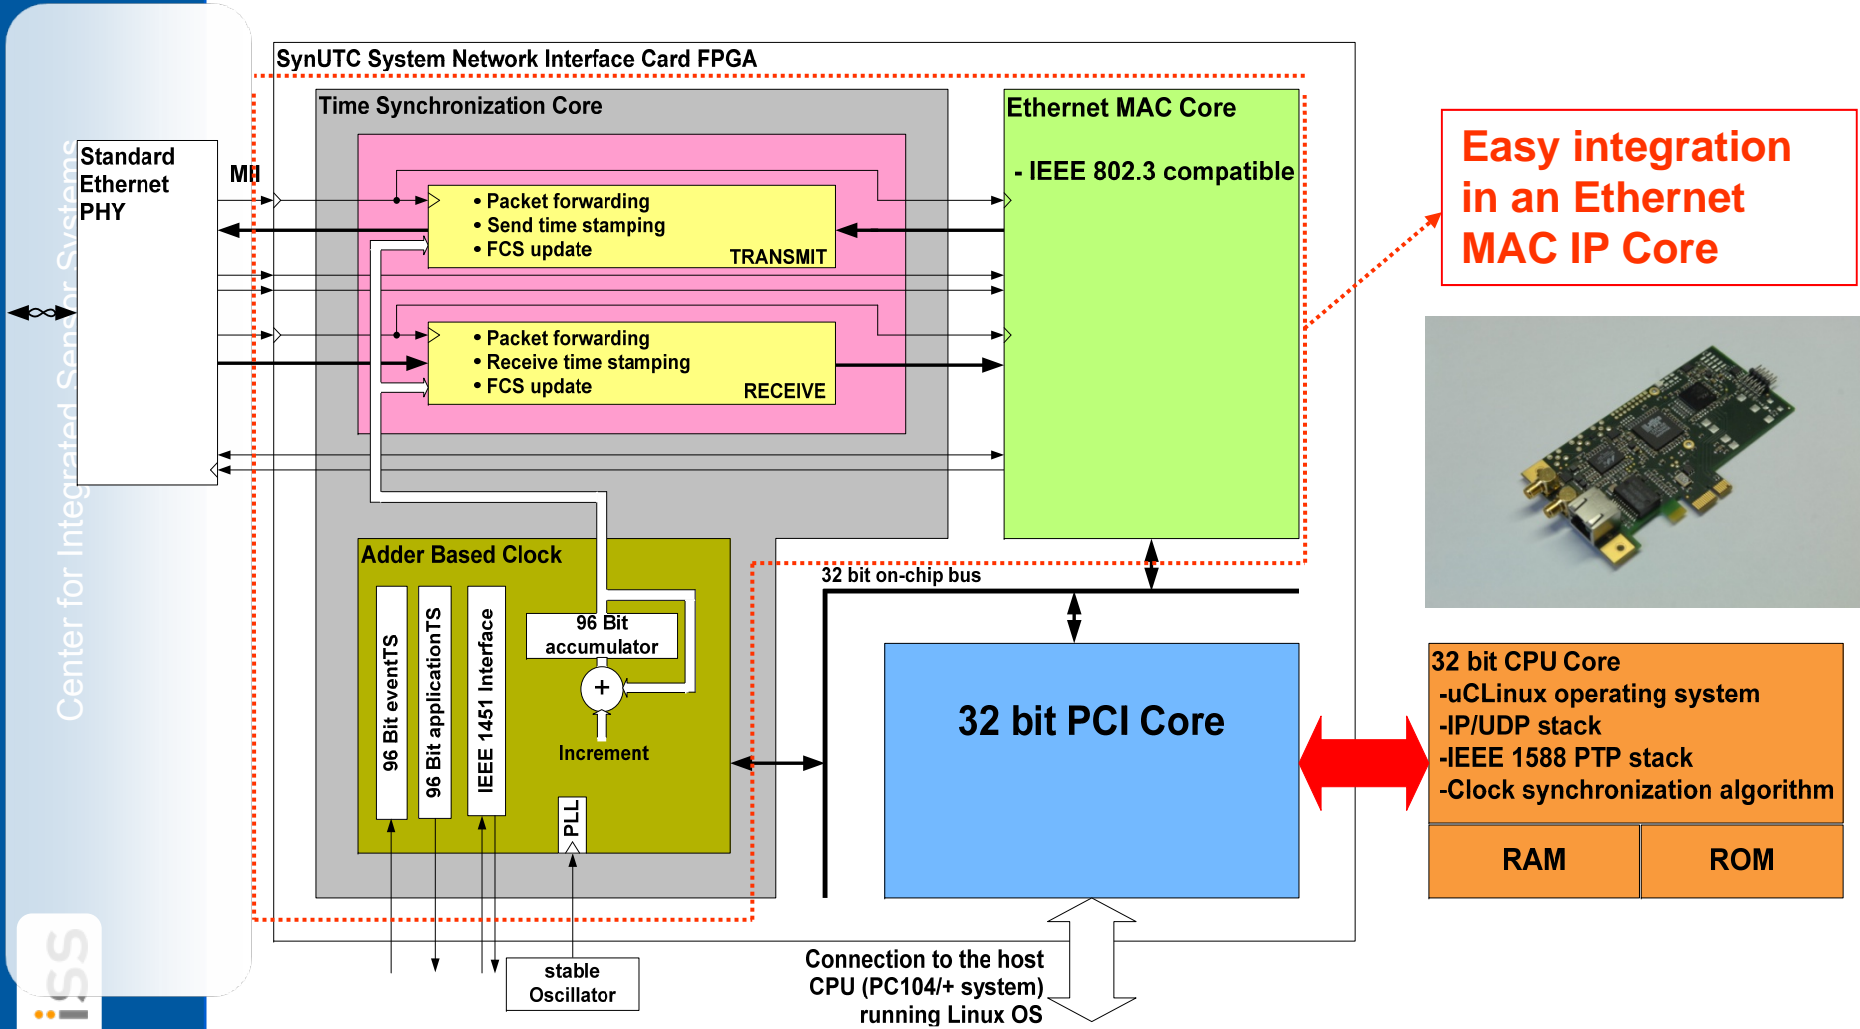 SynUTC System Network Interface Card FPGA
Time Synchronization Core
Ethernet MAC Core
- IEEE 802.3 compatible
Standard
Ethernet
PHY
MII
• Packet forwarding
• Send time stamping
• FCS update
TRANSMIT
• Packet forwarding
• Receive time stamping
• FCS update
RECEIVE
Easy integration
in an Ethernet
MAC IP Core
Center for Integrated Sensor Systems
Adder Based Clock
96 Bit eventTS
96 Bit applicationTS
IEEE 1451 Interface
96 Bit
accumulator
+
Increment
PLL
32 bit on-chip bus
32 bit PCI Core
32 bit CPU Core
-uCLinux operating system
-IP/UDP stack
-IEEE 1588 PTP stack
-Clock synchronization algorithm
RAM
ROM
stable
Oscillator
Connection to the host
CPU (PC104/+ system)
running Linux OS
iss